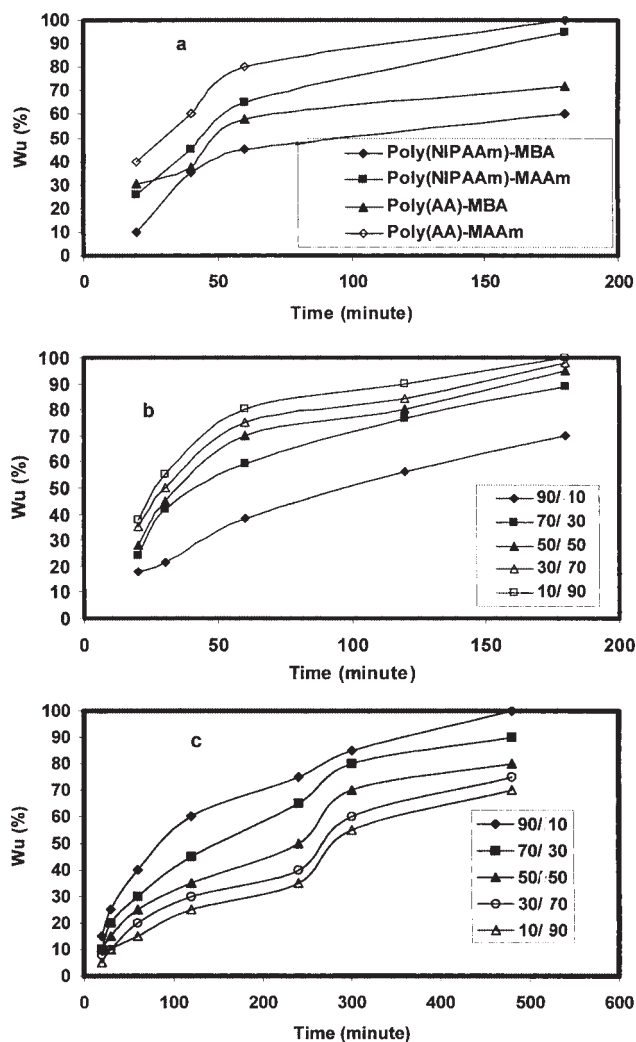 a
100
90
80
70
60
50
40
30
20
10
0
Wu (%)
Poly(NIPAAm)-MBA
Poly(NIPAAm)-MAAm
Poly(AA)-MBA
Poly(AA)-MAAm
0 50 100 150 200
Time (minute)
b
100
90
80
70
60
50
40
30
20
10
0
Wu (%)
90/ 10
70/ 30
50/ 50
30/ 70
10/ 90
0 50 100 150 200
Time (minute)
c
100
90
80
70
60
50
40
30
20
10
0
Wu (%)
90/ 10
70/ 30
50/ 50
30/ 70
10/ 90
0 100 200 300 400 500 600
Time (minute)